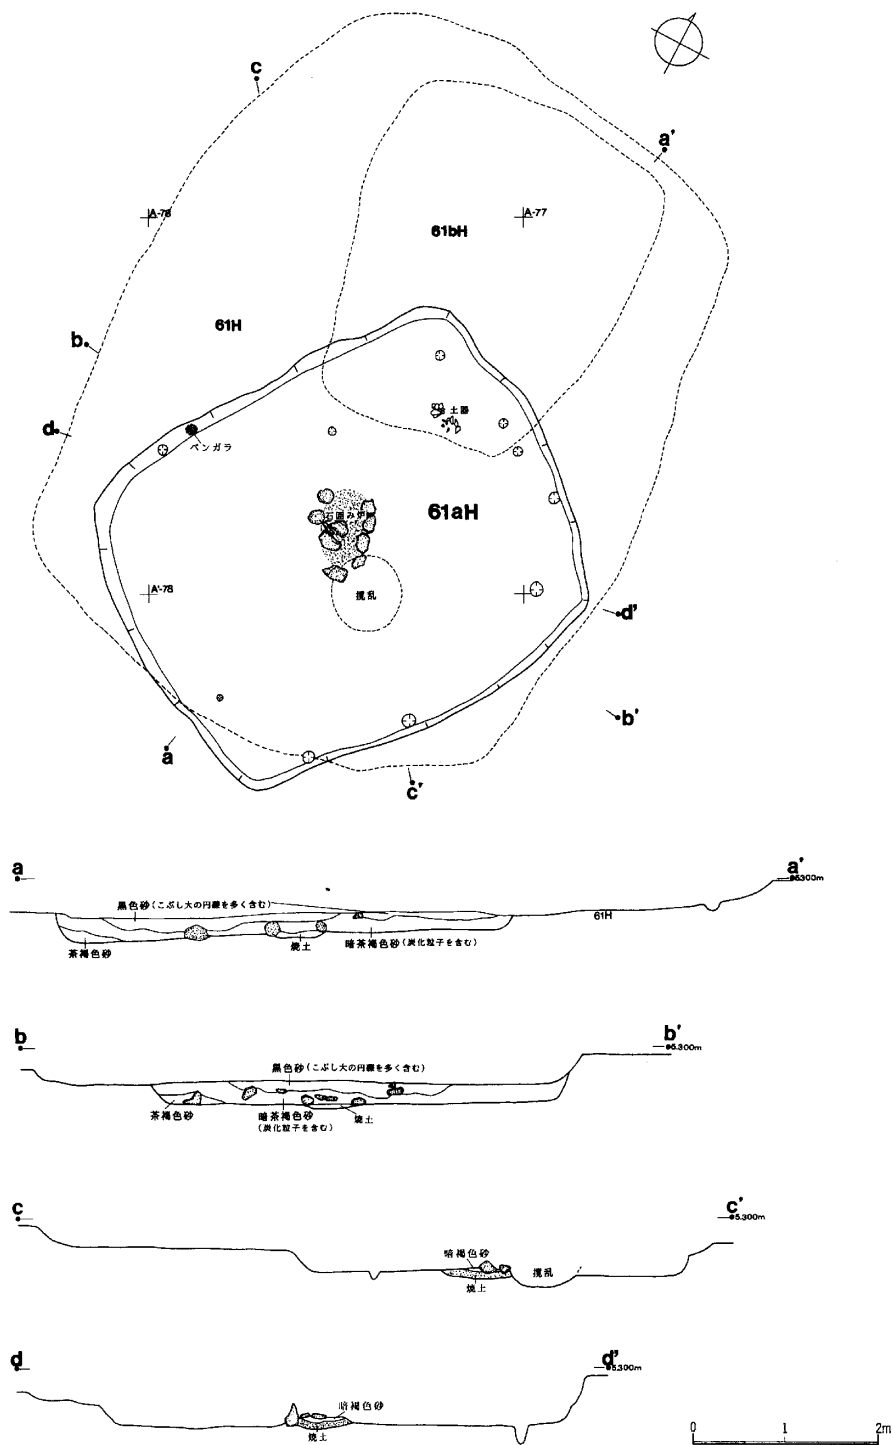 c
a'
A-78
A-77
61bH
61H
b
土器
d
ベンガラ
石囲み炉
61aH
A'-78
攪乱
d'
b'
a
c'
a
a'
5.300m
黒色砂(こぶし大の円礫を多く含む)
61H
茶褐色砂
焼土
暗茶褐色砂(炭化粒子を含む)
b
b'
5.300m
黒色砂(こぶし大の円礫を多く含む)
茶褐色砂
暗茶褐色砂
(炭化粒子を含む)
焼土
c
c'
5.300m
暗褐色砂
攪乱
焼土
d
d'
5.300m
暗褐色砂
焼土
0 1 2m